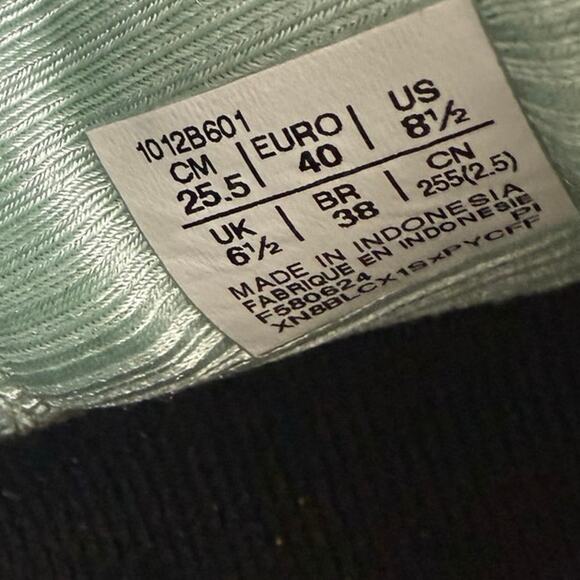 1012B601
CM | EURO | US
25.5 | 40 | 8½
UK | BR | CN
6½ | 38 | 255(2.5)
MADE IN INDONESIA
FABRIQUE EN INDONESIE
F580624 PI
XN8BLCX1SXPYCFF